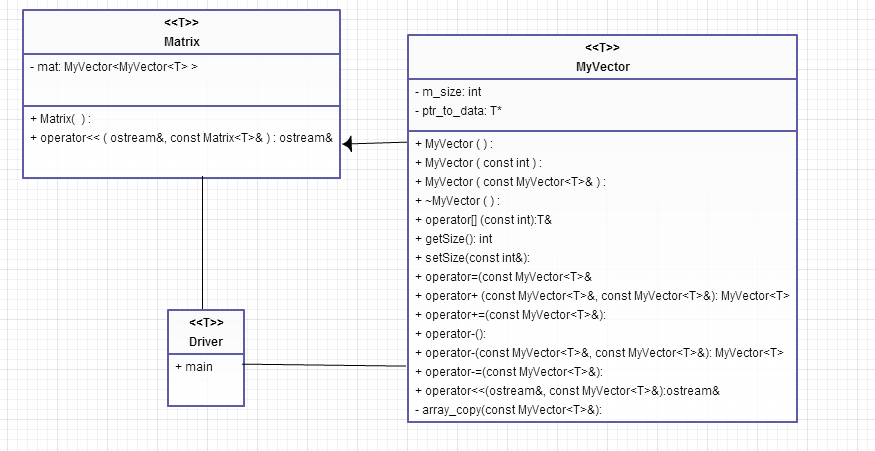 <<T>>
Matrix
- mat: MyVector<MyVector<T> >
+ Matrix( ) :
+ operator<< ( ostream&, const Matrix<T>& ) : ostream&
<<T>>
MyVector
- m_size: int
- ptr_to_data: T*
+ MyVector ( ) :
+ MyVector ( const int ) :
+ MyVector ( const MyVector<T>& ) :
+ ~MyVector ( ) :
+ operator[] (const int):T&
+ getSize(): int
+ setSize(const int&):
+ operator=(const MyVector<T>&
+ operator+ (const MyVector<T>&, const MyVector<T>&): MyVector<T>
+ operator+=(const MyVector<T>&):
+ operator-():
+ operator-(const MyVector<T>&, const MyVector<T>&): MyVector<T>
+ operator-=(const MyVector<T>&):
+ operator<<(ostream&, const MyVector<T>&):ostream&
- array_copy(const MyVector<T>&):
<<T>>
Driver
+ main